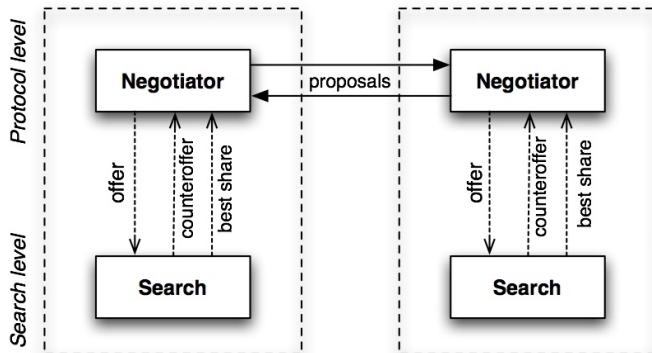 Protocol level
Negotiator
proposals
Negotiator
offer
counteroffer
best share
offer
counteroffer
best share
Search level
Search
Search